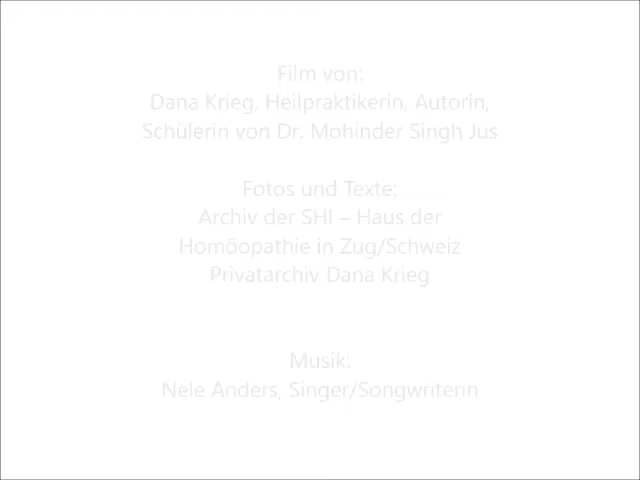 Film von:
Dana Krieg, Heilpraktikerin, Autorin,
Schülerin von Dr. Mohinder Singh Jus
Fotos und Texte:
Archiv der SHI – Haus der
Homöopathie in Zug/Schweiz
Privatarchiv Dana Krieg
Musik:
Nele Anders, Singer/Songwriterin